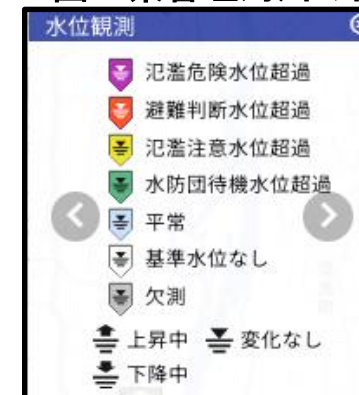 水位観測
氾濫危険水位超過
避難判断水位超過
氾濫注意水位超過
水防団待機水位超過
平常
基準水位なし
欠測
上昇中 変化なし
下降中